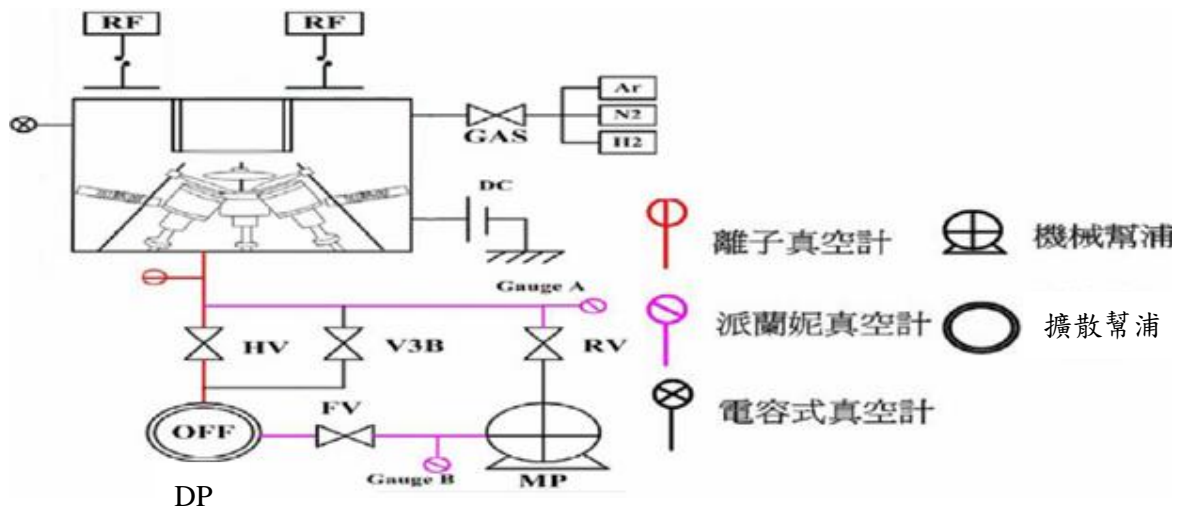 RF
RF
Ar
N2
H2
GAS
DC
離子真空計
機械幫浦
Gauge A
派蘭妮真空計
擴散幫浦
HV
V3B
RV
電容式真空計
OFF
FV
Gauge B
MP
DP